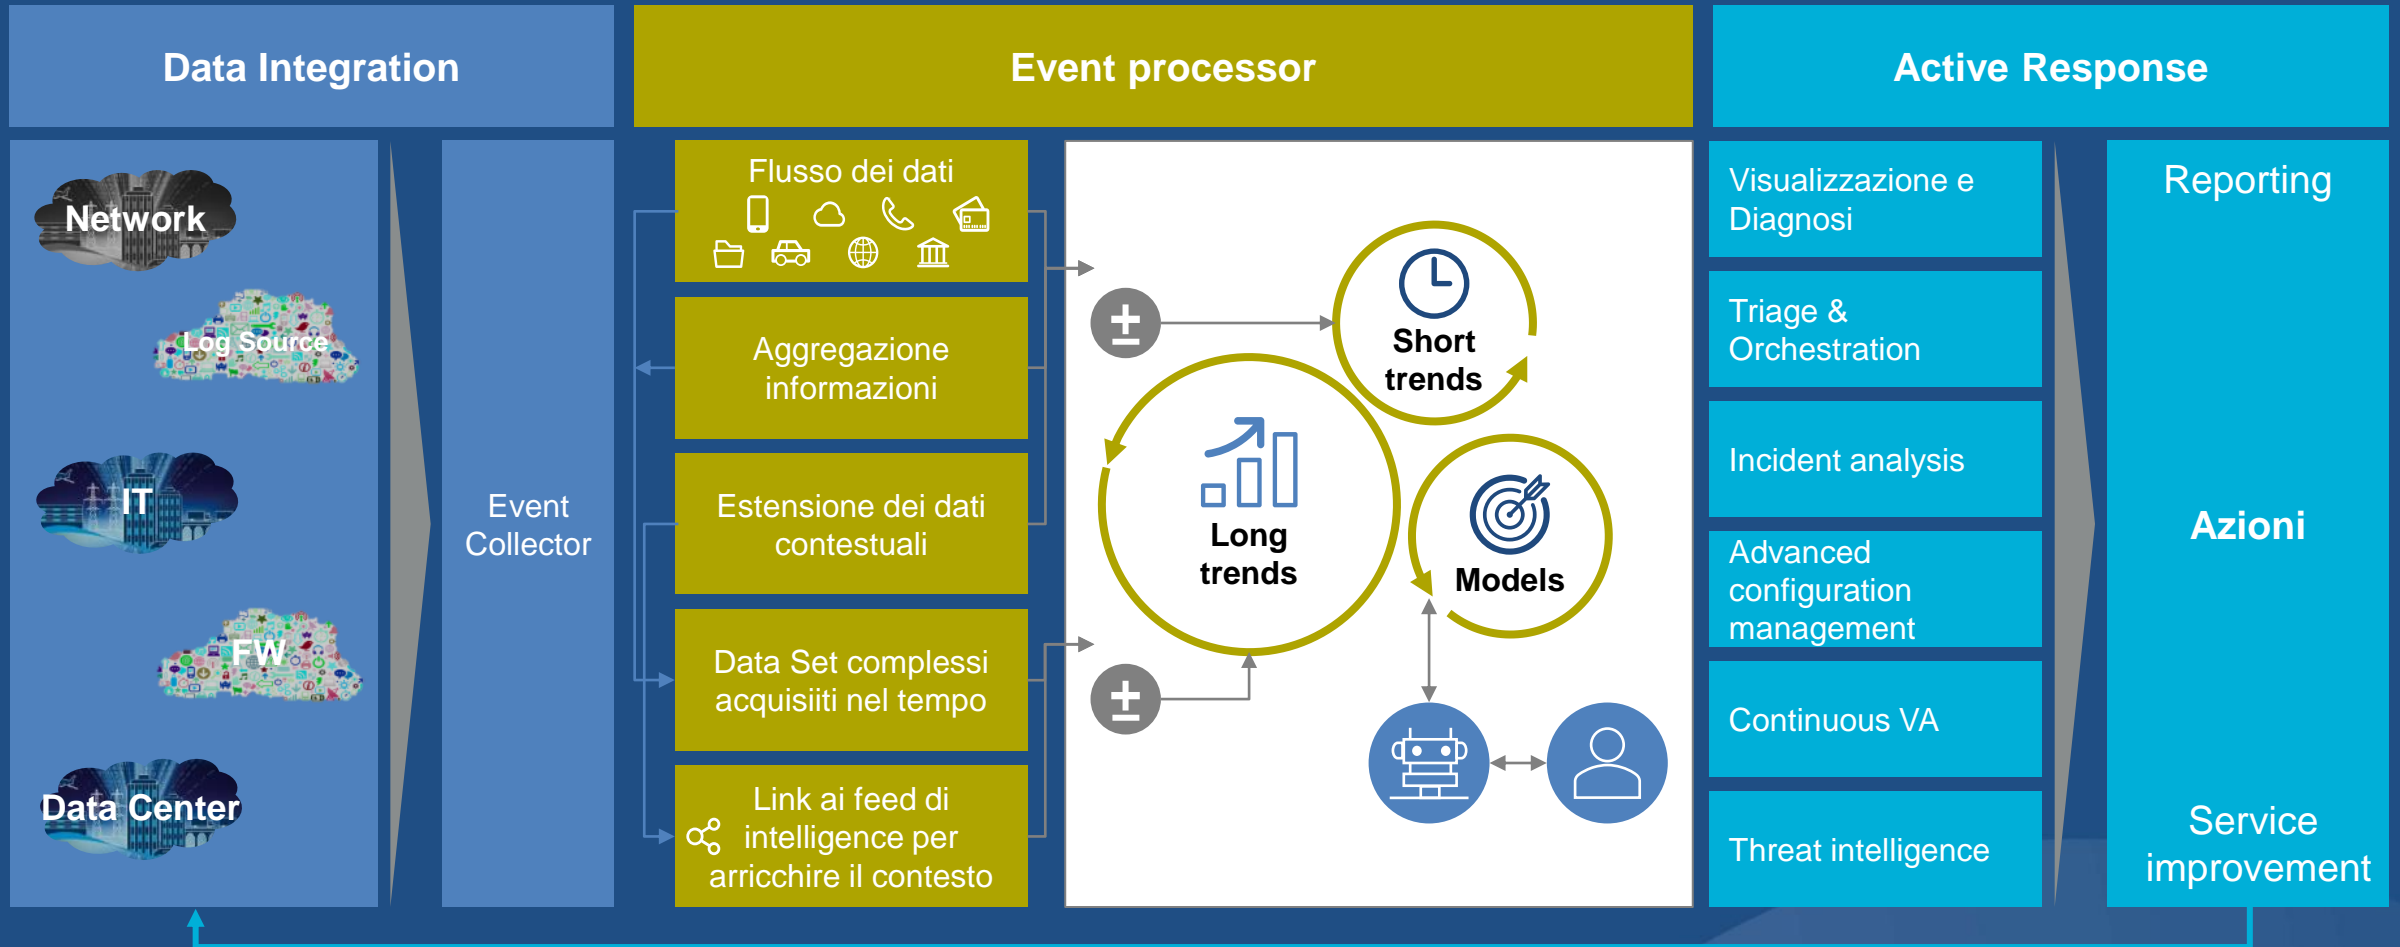 Data Integration
Event processor
Active Response
Network
Log Source
IT
FW
Data Center
Event
Collector
Flusso dei dati
Aggregazione
informazioni
Estensione dei dati
contestuali
Data Set complessi
acquisiiti nel tempo
Link ai feed di
intelligence per
arricchire il contesto
±
±
Short
trends
Long
trends
Models
Visualizzazione e
Diagnosi
Triage &
Orchestration
Incident analysis
Advanced
configuration
management
Continuous VA
Threat intelligence
Reporting
Azioni
Service
improvement